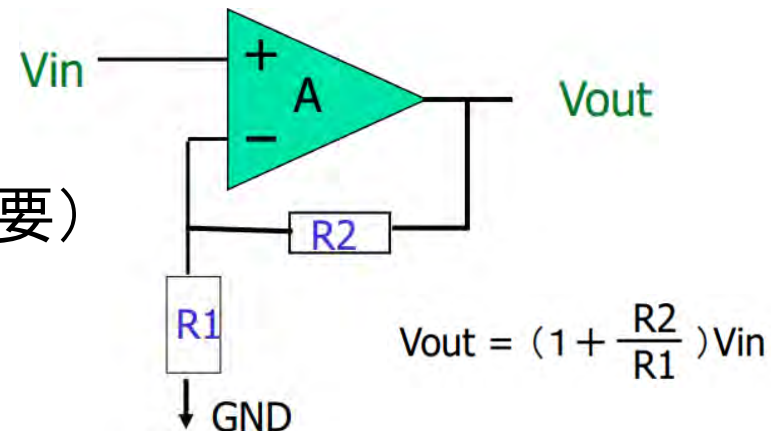 Vin
+
A
−
Vout
要）
R2
R1
Vout = (1+ R2/R1 )Vin
GND